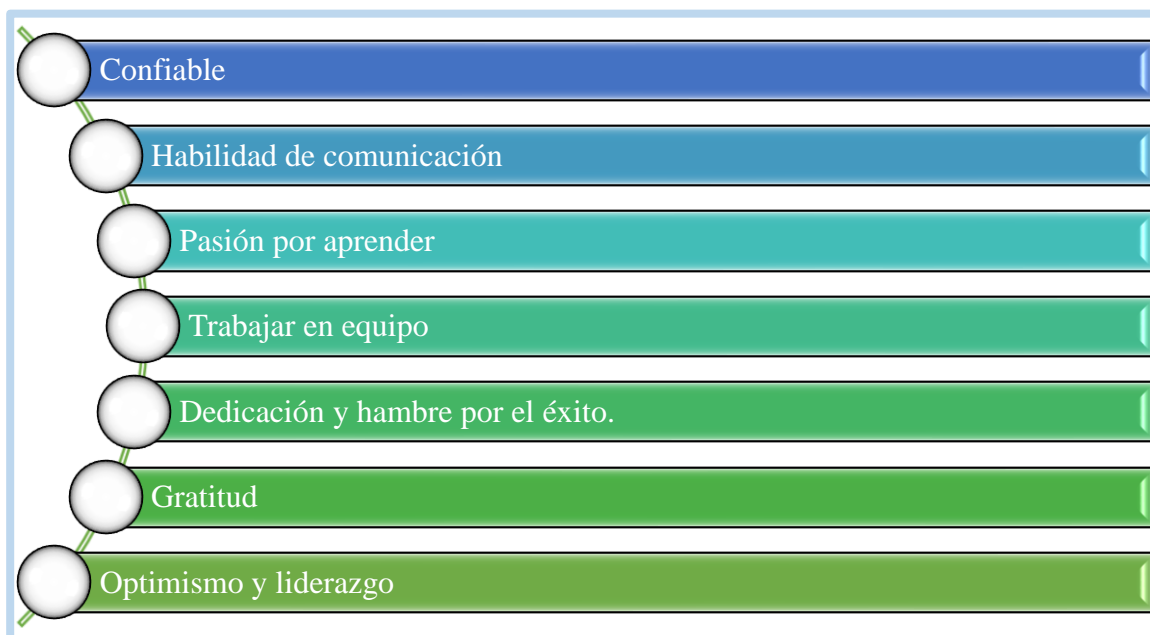 Confiable
Habilidad de comunicación
Pasión por aprender
Trabajar en equipo
Dedicación y hambre por el éxito.
Gratitud
Optimismo y liderazgo